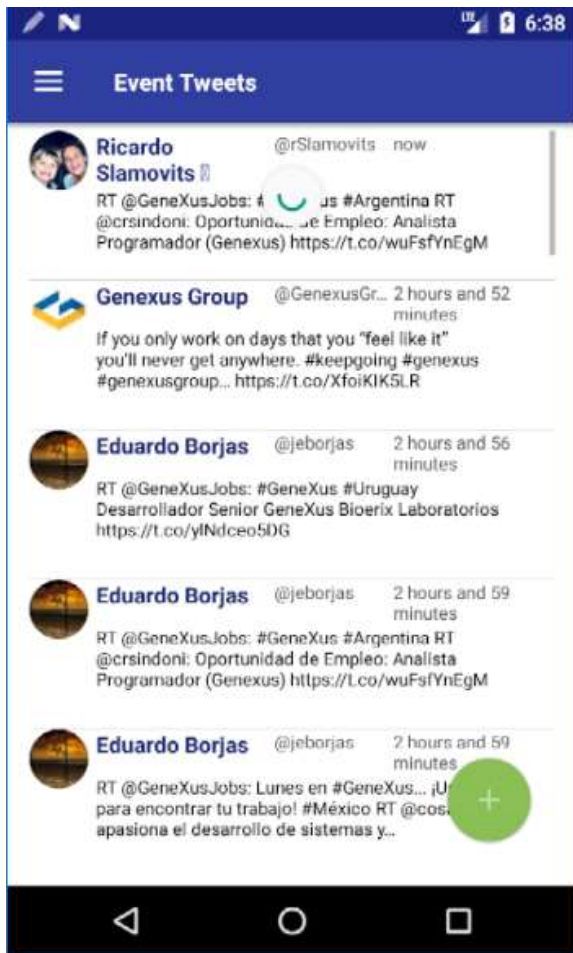 LTE 6:38
Event Tweets
Ricardo @rSlamovits now
Slamovits
RT @GeneXusJobs: #Argentina RT
@crsindoni: Oportunidad de Empleo: Analista
Programador (Genexus) https://t.co/wuFsfYnEgM
Genexus Group @GenexusGr... 2 hours and 52
minutes
If you only work on days that you “feel like it”
you'll never get anywhere. #keepgoing #genexus
#genexusgroup... https://t.co/XfoiKIK5LR
Eduardo Borjas @jeborjas 2 hours and 56
minutes
RT @GeneXusJobs: #GeneXus #Uruguay
Desarrollador Senior GeneXus Bioerix Laboratorios
https://t.co/ylNdceo5DG
Eduardo Borjas @jeborjas 2 hours and 59
minutes
RT @GeneXusJobs: #GeneXus #Argentina RT
@crsindoni: Oportunidad de Empleo: Analista
Programador (Genexus) https://t.co/wuFsfYnEgM
Eduardo Borjas @jeborjas 2 hours and 59
minutes
RT @GeneXusJobs: Lunes en #GeneXus...
para encontrar tu trabajo! #México RT
apasiona el desarrollo de sistemas y...